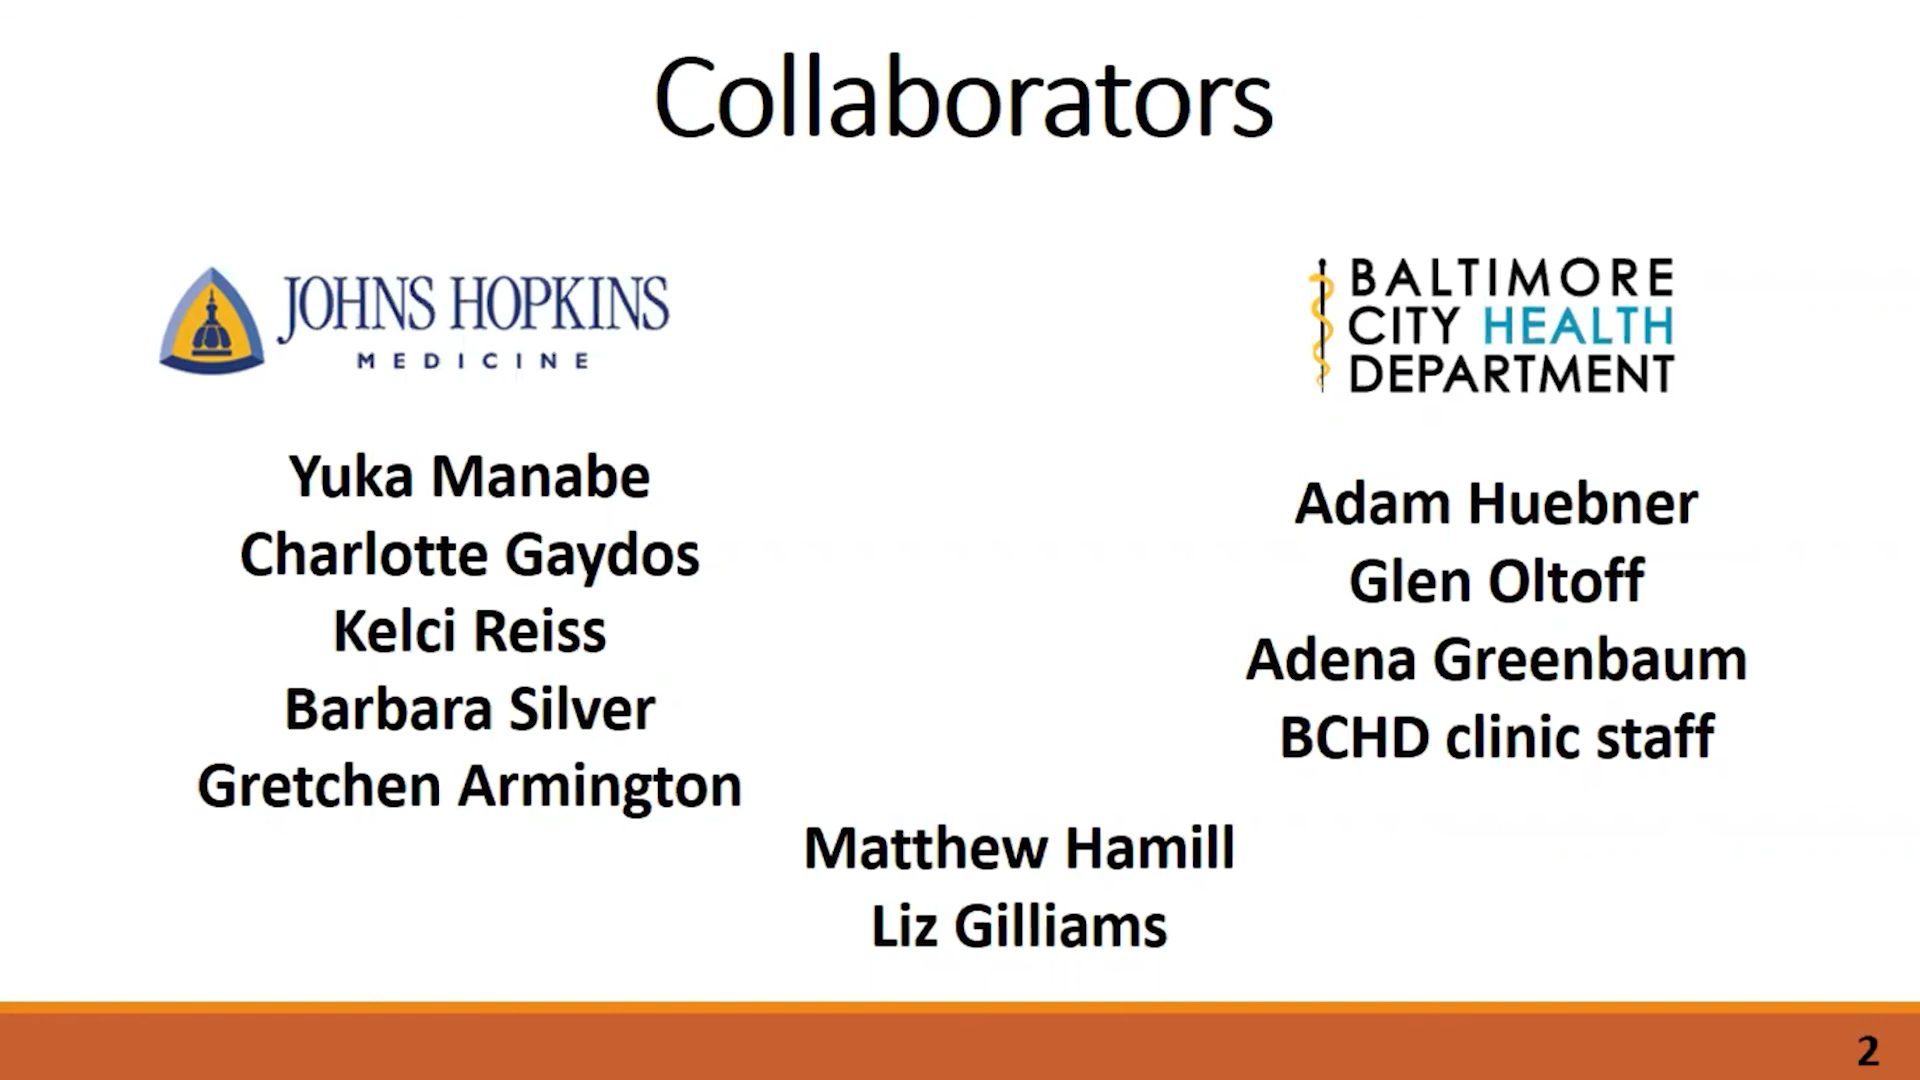 Collaborators
JOHNS HOPKINS
MEDICINE
Yuka Manabe
Charlotte Gaydos
Kelci Reiss
Barbara Silver
Gretchen Armington
BALTIMORE
CITY HEALTH
DEPARTMENT
Adam Huebner
Glen Oltoff
Adena Greenbaum
BCHD clinic staff
Matthew Hamill
Liz Gilliams
2